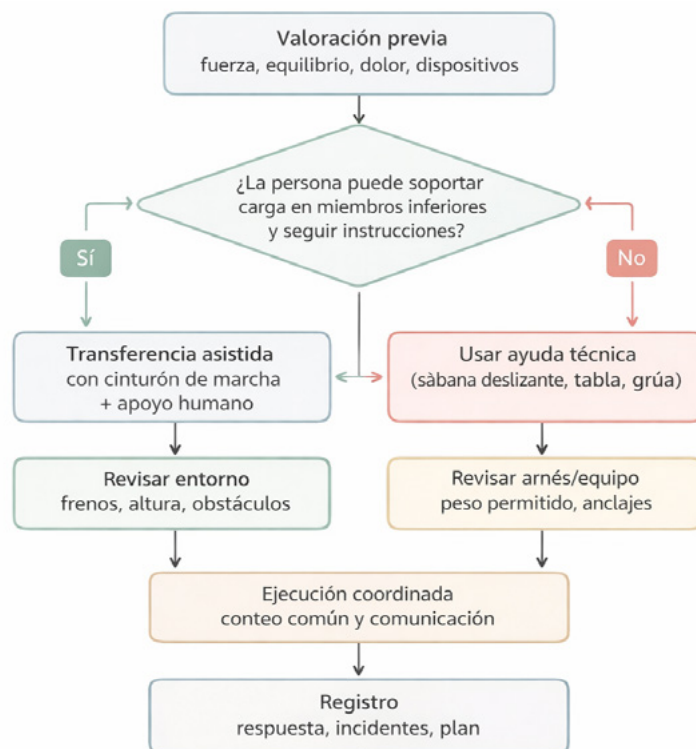 Valoración previa
fuerza, equilibrio, dolor, dispositivos
¿La persona puede soportar
carga en miembros inferiores
y seguir instrucciones?
Sí
No
Transferencia asistida
con cinturón de marcha
+ apoyo humano
Usar ayuda técnica
(sàbana deslizante, tabla, grúa)
Revisar entorno
frenos, altura, obstáculos
Revisar arnés/equipo
peso permitido, anclajes
Ejecución coordinada
conteo común y comunicación
Registro
respuesta, incidentes, plan